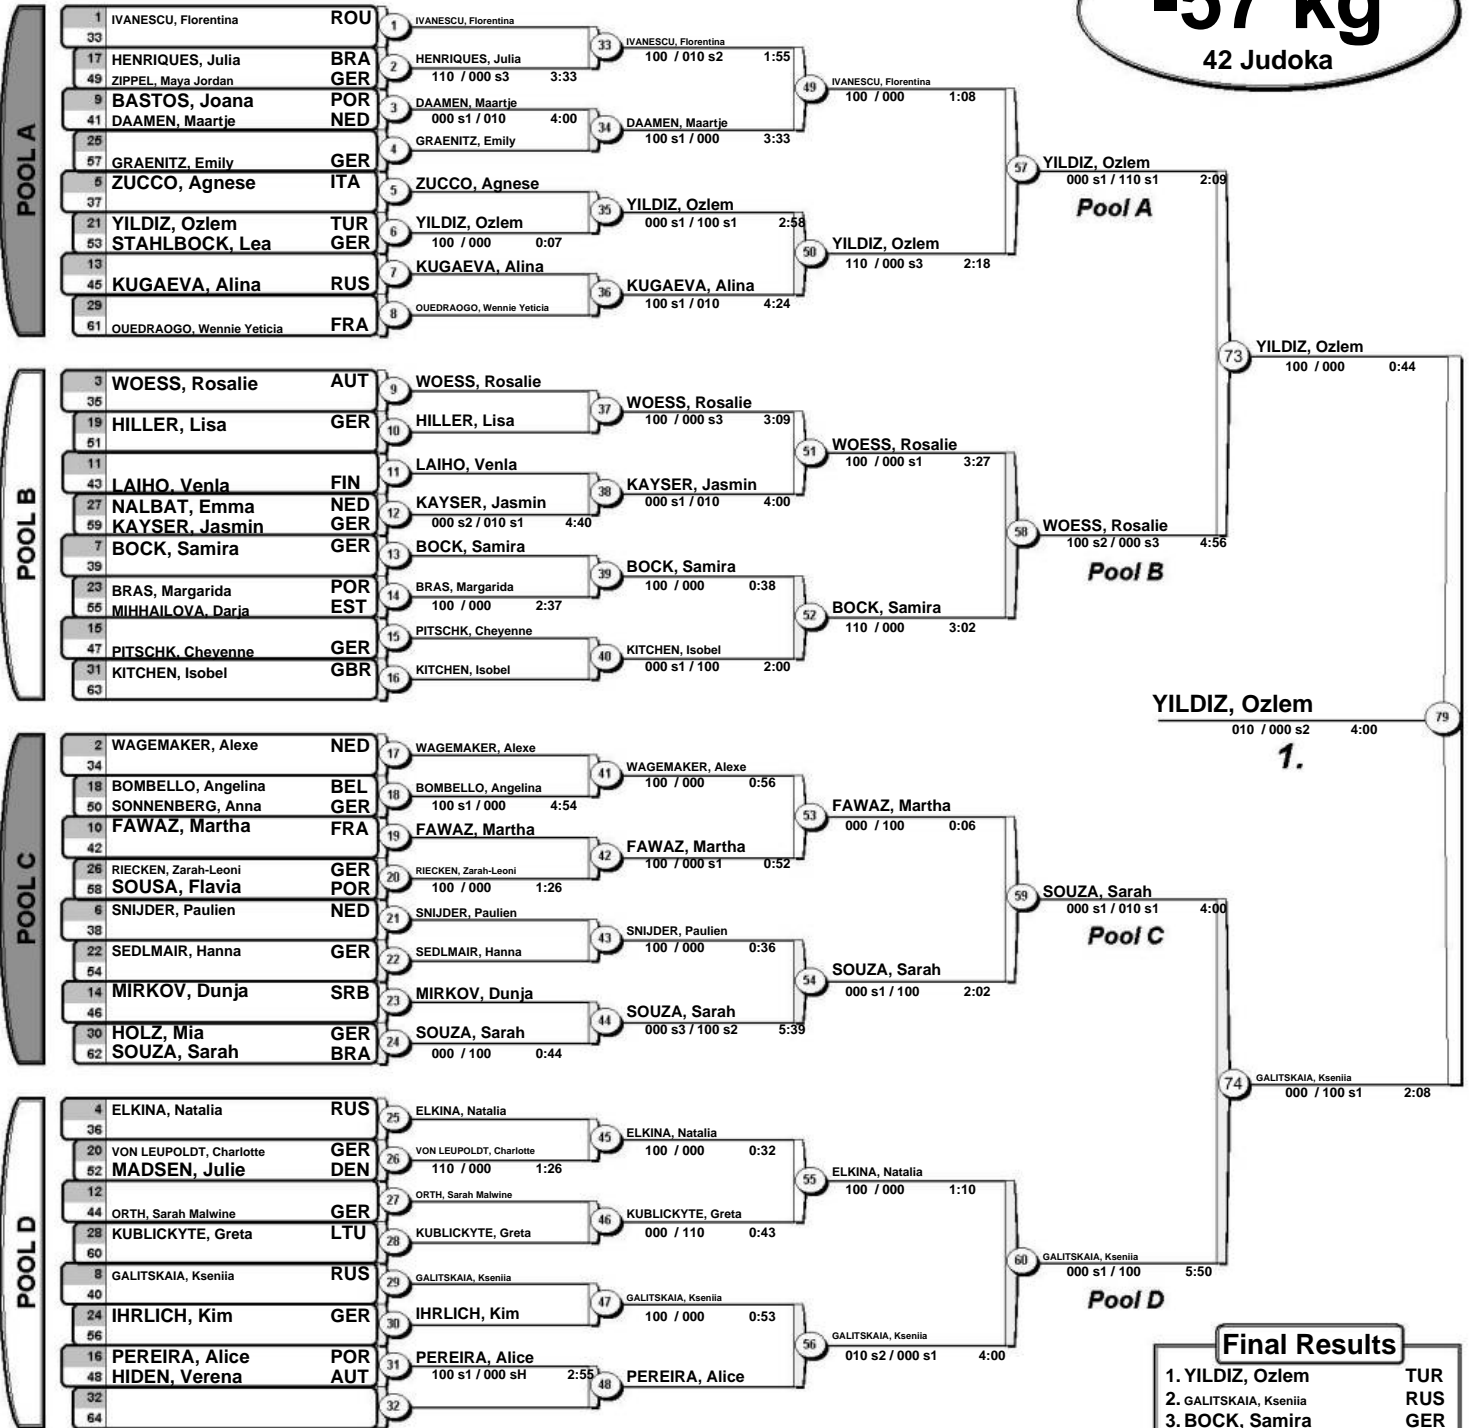 -57 kg
42 Judoka
POOL A
1 IVANESCU, Florentina ROU
33
17 HENRIQUES, Julia BRA
49 ZIPPEL, Maya Jordan GER
9 BASTOS, Joana POR
41 DAAMEN, Maartje NED
25
57 GRAENITZ, Emily GER
5 ZUCCO, Agnese ITA
37
21 YILDIZ, Ozlem TUR
53 STAHLBOCK, Lea GER
13
45 KUGAEVA, Alina RUS
29
61 OUEDRAOGO, Wennie Yeticia FRA
1 IVANESCU, Florentina
2 HENRIQUES, Julia
110 / 000 s3 3:33
3 DAAMEN, Maartje
000 s1 / 010 4:00
4 GRAENITZ, Emily
5 ZUCCO, Agnese
6 YILDIZ, Ozlem
100 / 000 0:07
7 KUGAEVA, Alina
8 OUEDRAOGO, Wennie Yeticia
33 IVANESCU, Florentina
100 / 010 s2 1:55
34 DAAMEN, Maartje
100 s1 / 000 3:33
35 YILDIZ, Ozlem
000 s1 / 100 s1 2:58
36 KUGAEVA, Alina
100 s1 / 010 4:24
49 IVANESCU, Florentina
100 / 000 1:08
50 YILDIZ, Ozlem
110 / 000 s3 2:18
57 YILDIZ, Ozlem
000 s1 / 110 s1 2:09
Pool A
POOL B
3 WOESS, Rosalie AUT
35
19 HILLER, Lisa GER
51
11
43 LAIHO, Venla FIN
27 NALBAT, Emma NED
59 KAYSER, Jasmin GER
7 BOCK, Samira GER
39
23 BRAS, Margarida POR
55 MIHHAILOVA, Darja EST
15
47 PITSCHK, Cheyenne GER
31 KITCHEN, Isobel GBR
63
9 WOESS, Rosalie
10 HILLER, Lisa
11 LAIHO, Venla
12 KAYSER, Jasmin
000 s2 / 010 s1 4:40
13 BOCK, Samira
14 BRAS, Margarida
100 / 000 2:37
15 PITSCHK, Cheyenne
16 KITCHEN, Isobel
37 WOESS, Rosalie
100 / 000 s3 3:09
38 KAYSER, Jasmin
000 s1 / 010 4:00
39 BOCK, Samira
100 / 000 0:38
40 KITCHEN, Isobel
000 s1 / 100 2:00
51 WOESS, Rosalie
100 / 000 s1 3:27
52 BOCK, Samira
110 / 000 3:02
58 WOESS, Rosalie
100 s2 / 000 s3 4:56
Pool B
73 YILDIZ, Ozlem
100 / 000 0:44
YILDIZ, Ozlem 79
010 / 000 s2 4:00
1.
POOL C
2 WAGEMAKER, Alexe NED
34
18 BOMBELLO, Angelina BEL
50 SONNENBERG, Anna GER
10 FAWAZ, Martha FRA
42
26 RIECKEN, Zarah-Leoni GER
58 SOUSA, Flavia POR
6 SNIJDER, Paulien NED
38
22 SEDLMAIR, Hanna GER
54
14 MIRKOV, Dunja SRB
46
30 HOLZ, Mia GER
62 SOUZA, Sarah BRA
17 WAGEMAKER, Alexe
18 BOMBELLO, Angelina
100 s1 / 000 4:54
19 FAWAZ, Martha
20 RIECKEN, Zarah-Leoni
100 / 000 1:26
21 SNIJDER, Paulien
22 SEDLMAIR, Hanna
23 MIRKOV, Dunja
24 SOUZA, Sarah
000 / 100 0:44
41 WAGEMAKER, Alexe
100 / 000 0:56
42 FAWAZ, Martha
100 / 000 s1 0:52
43 SNIJDER, Paulien
100 / 000 0:36
44 SOUZA, Sarah
000 s3 / 100 s2 5:39
53 FAWAZ, Martha
000 / 100 0:06
54 SOUZA, Sarah
000 s1 / 100 2:02
59 SOUZA, Sarah
000 s1 / 010 s1 4:00
Pool C
POOL D
4 ELKINA, Natalia RUS
36
20 VON LEUPOLDT, Charlotte GER
52 MADSEN, Julie DEN
12
44 ORTH, Sarah Malwine GER
28 KUBLICKYTE, Greta LTU
60
8 GALITSKAIA, Kseniia RUS
40
24 IHRLICH, Kim GER
56
16 PEREIRA, Alice POR
48 HIDEN, Verena AUT
32
64
25 ELKINA, Natalia
26 VON LEUPOLDT, Charlotte
110 / 000 1:26
27 ORTH, Sarah Malwine
28 KUBLICKYTE, Greta
29 GALITSKAIA, Kseniia
30 IHRLICH, Kim
31 PEREIRA, Alice
100 s1 / 000 sH 2:55
32
45 ELKINA, Natalia
100 / 000 0:32
46 KUBLICKYTE, Greta
000 / 110 0:43
47 GALITSKAIA, Kseniia
100 / 000 0:53
48 PEREIRA, Alice
55 ELKINA, Natalia
100 / 000 1:10
56 GALITSKAIA, Kseniia
010 s2 / 000 s1 4:00
60 GALITSKAIA, Kseniia
000 s1 / 100 5:50
Pool D
74 GALITSKAIA, Kseniia
000 / 100 s1 2:08
Final Results
1. YILDIZ, Ozlem TUR
2. GALITSKAIA, Kseniia RUS
3. BOCK, Samira GER